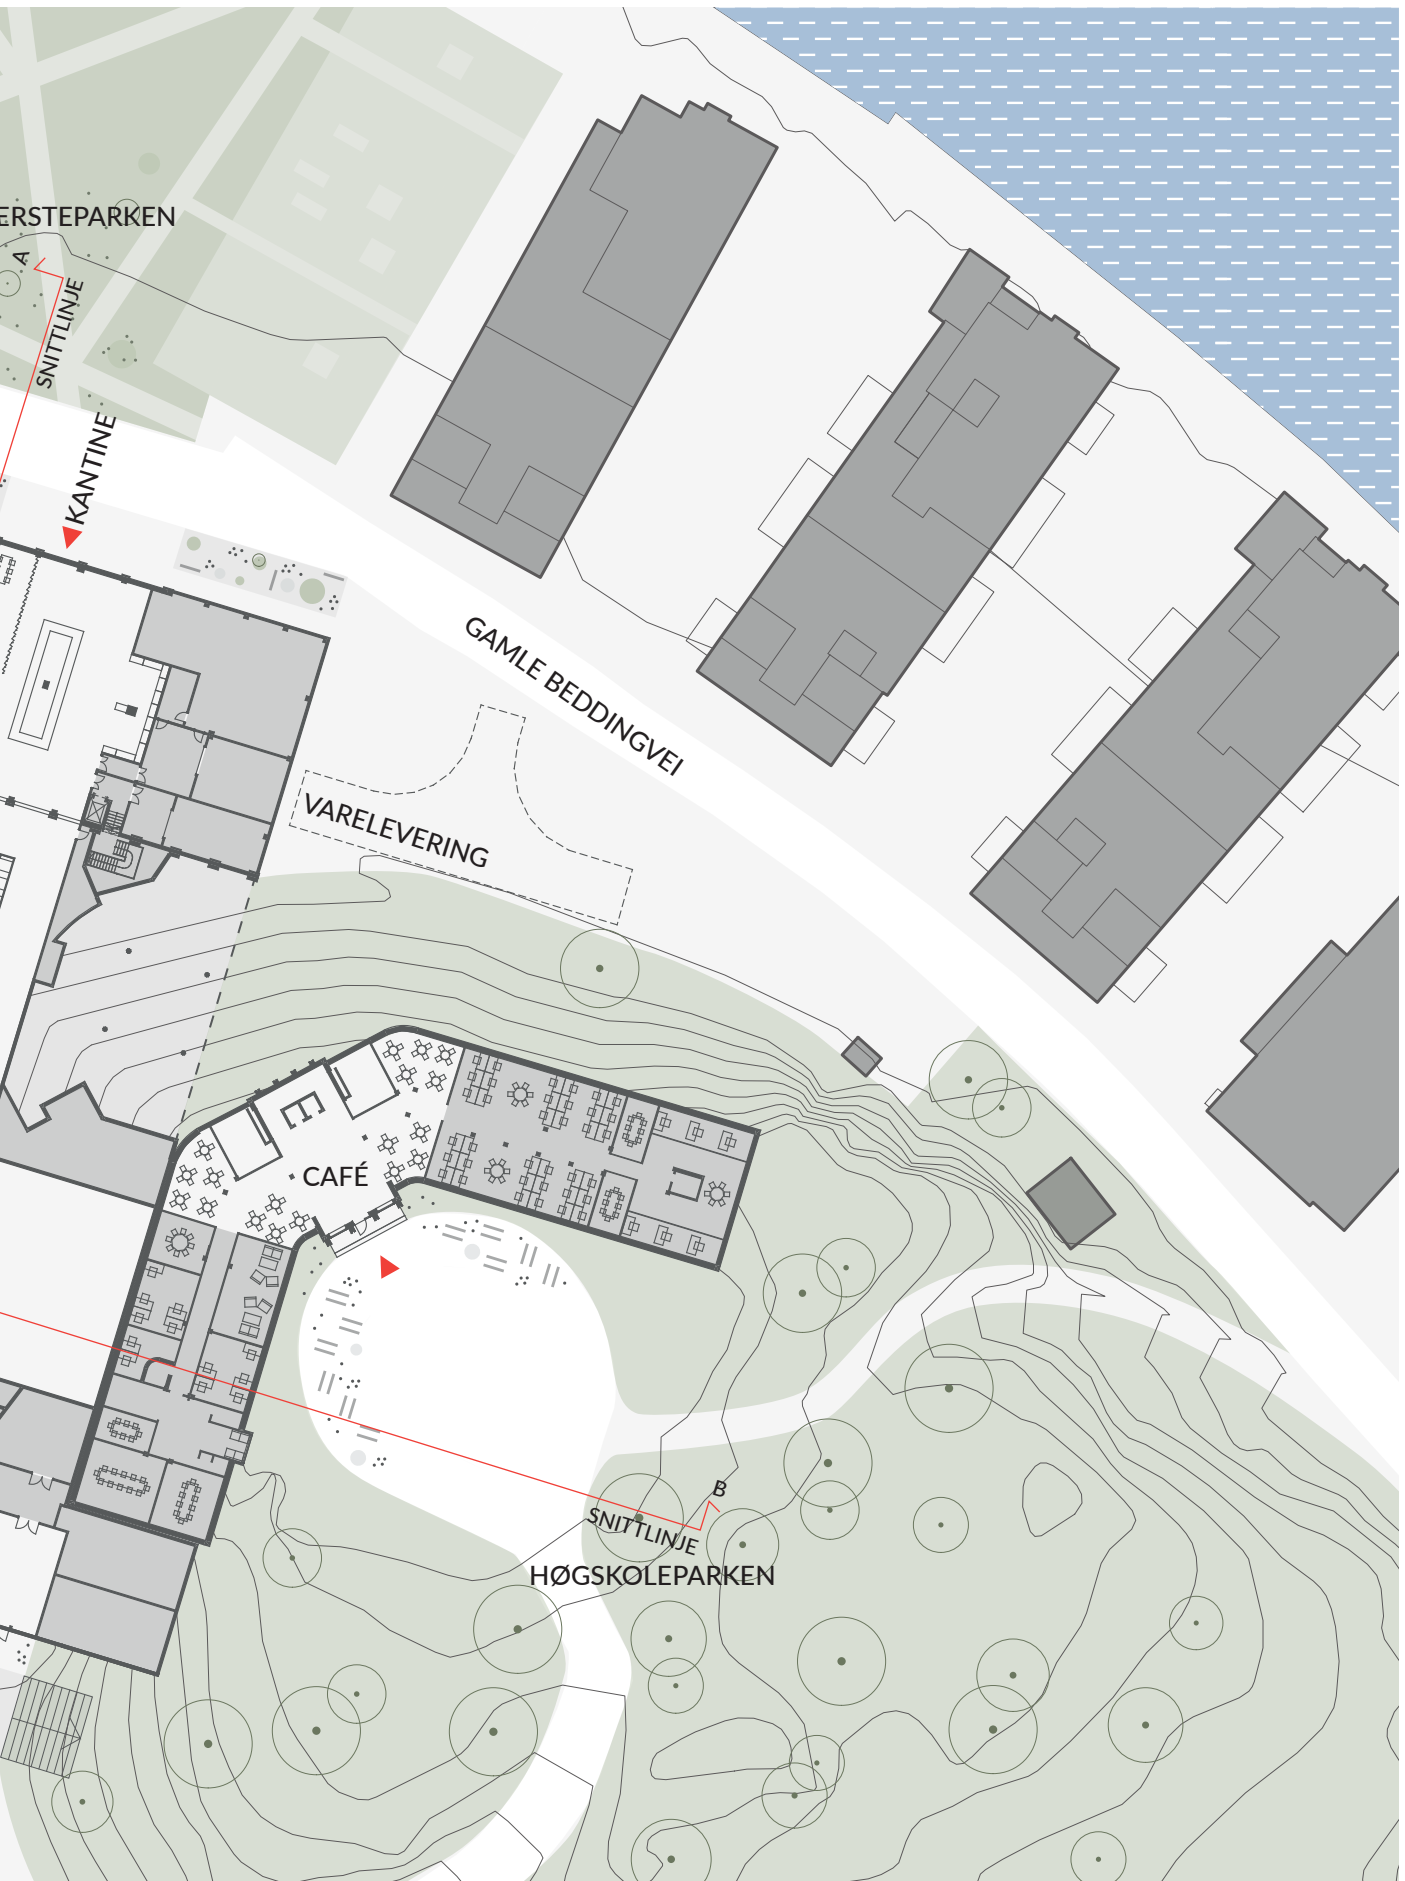 ERSTEPARKEN
A
SNITTLINJE
KANTINE
GAMLE BEDDINGVEI
VARELEVERING
CAFÉ
B
SNITTLINJE
HØGSKOLEPARKEN